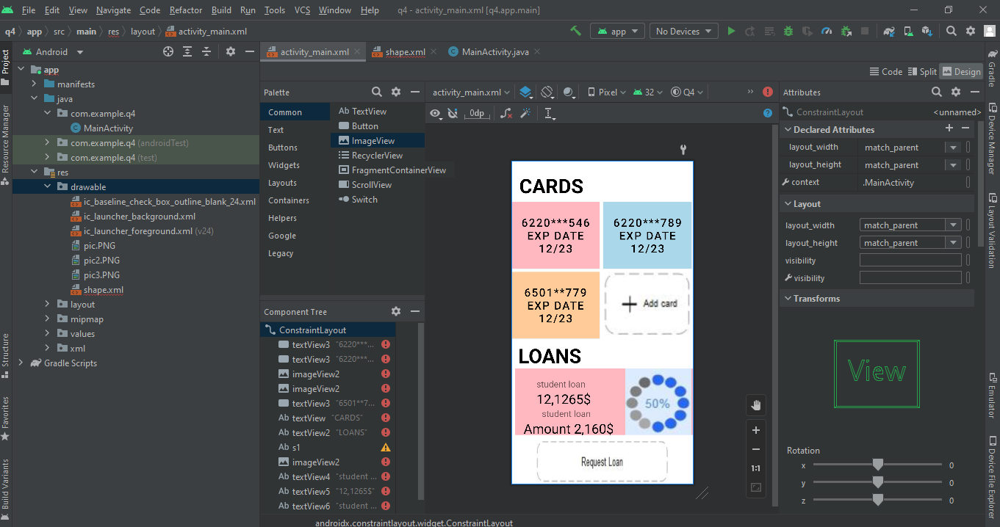 File Edit View Navigate Code Refactor Build Run Tools VCS Window Help q4 - activity_main.xml [q4.app.main]
q4 app src main res layout activity_main.xml app No Devices
Android activity_main.xml shape.xml MainActivity.java
Code Split Design
Project
Resource Manager
Structure
Favorites
Build Variants
app
manifests
java
com.example.q4
MainActivity
com.example.q4 (androidTest)
com.example.q4 (test)
res
drawable
ic_baseline_check_box_outline_blank_24.xml
ic_launcher_background.xml
ic_launcher_foreground.xml (v24)
pic.PNG
pic2.PNG
pic3.PNG
shape.xml
layout
mipmap
values
xml
Gradle Scripts
Palette
Common
Text
Buttons
Widgets
Layouts
Containers
Helpers
Google
Legacy
Ab TextView
Button
ImageView
RecyclerView
FragmentContainerView
ScrollView
Switch
Component Tree
ConstraintLayout
textView3 "6220***...
textView3 "6220***...
imageView2
imageView2
textView3 "6501**7...
Ab textView "CARDS"
Ab textView2 "LOANS"
Ab s1
imageView2
Ab textView4 "student ...
Ab textView5 "12,1265$"
Ab textView6 "student ...
activity_main.xml Pixel 32 Q4
0dp
CARDS
6220***546
EXP DATE
12/23
6220***789
EXP DATE
12/23
6501**779
EXP DATE
12/23
Add card
LOANS
student loan
12,1265$
student loan
Amount 2,160$
50%
Request Loan
1:1
androidx.constraintlayout.widget.ConstraintLayout
Attributes
ConstraintLayout <unnamed>
Declared Attributes
layout_width match_parent
layout_height match_parent
context .MainActivity
Layout
layout_width match_parent
layout_height match_parent
visibility
visibility
Transforms
View
Rotation
x 0
y 0
z 0
Gradle
Device Manager
Layout Validation
Emulator
Device File Explorer